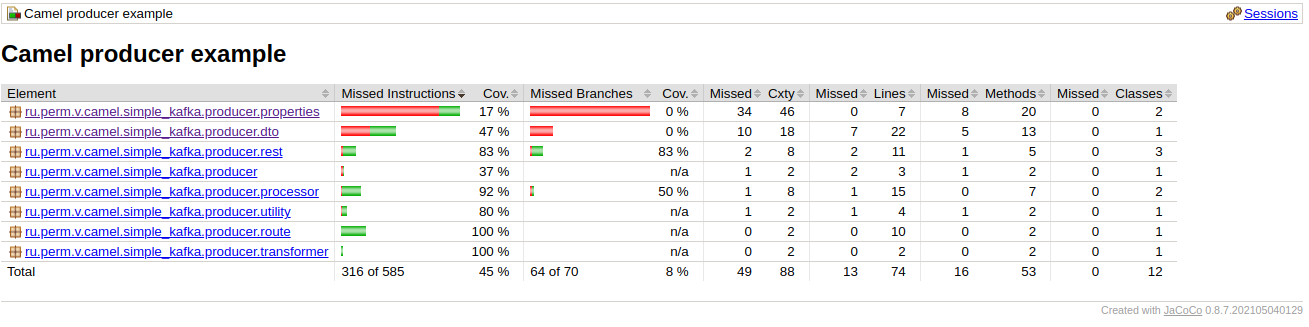 Camel producer example Sessions
Camel producer example
Element Missed Instructions Cov. Missed Branches Cov. Missed Cxty Missed Lines Missed Methods Missed Classes
ru.perm.v.camel.simple_kafka.producer.properties 17 % 0 % 34 46 0 7 8 20 0 2
ru.perm.v.camel.simple_kafka.producer.dto 47 % 0 % 10 18 7 22 5 13 0 1
ru.perm.v.camel.simple_kafka.producer.rest 83 % 83 % 2 8 2 11 1 5 0 3
ru.perm.v.camel.simple_kafka.producer 37 % n/a 1 2 2 3 1 2 0 1
ru.perm.v.camel.simple_kafka.producer.processor 92 % 50 % 1 8 1 15 0 7 0 2
ru.perm.v.camel.simple_kafka.producer.utility 80 % n/a 1 2 1 4 1 2 0 1
ru.perm.v.camel.simple_kafka.producer.route 100 % n/a 0 2 0 10 0 2 0 1
ru.perm.v.camel.simple_kafka.producer.transformer 100 % n/a 0 2 0 2 0 2 0 1
Total 316 of 585 45 % 64 of 70 8 % 49 88 13 74 16 53 0 12
Created with JaCoCo 0.8.7.202105040129